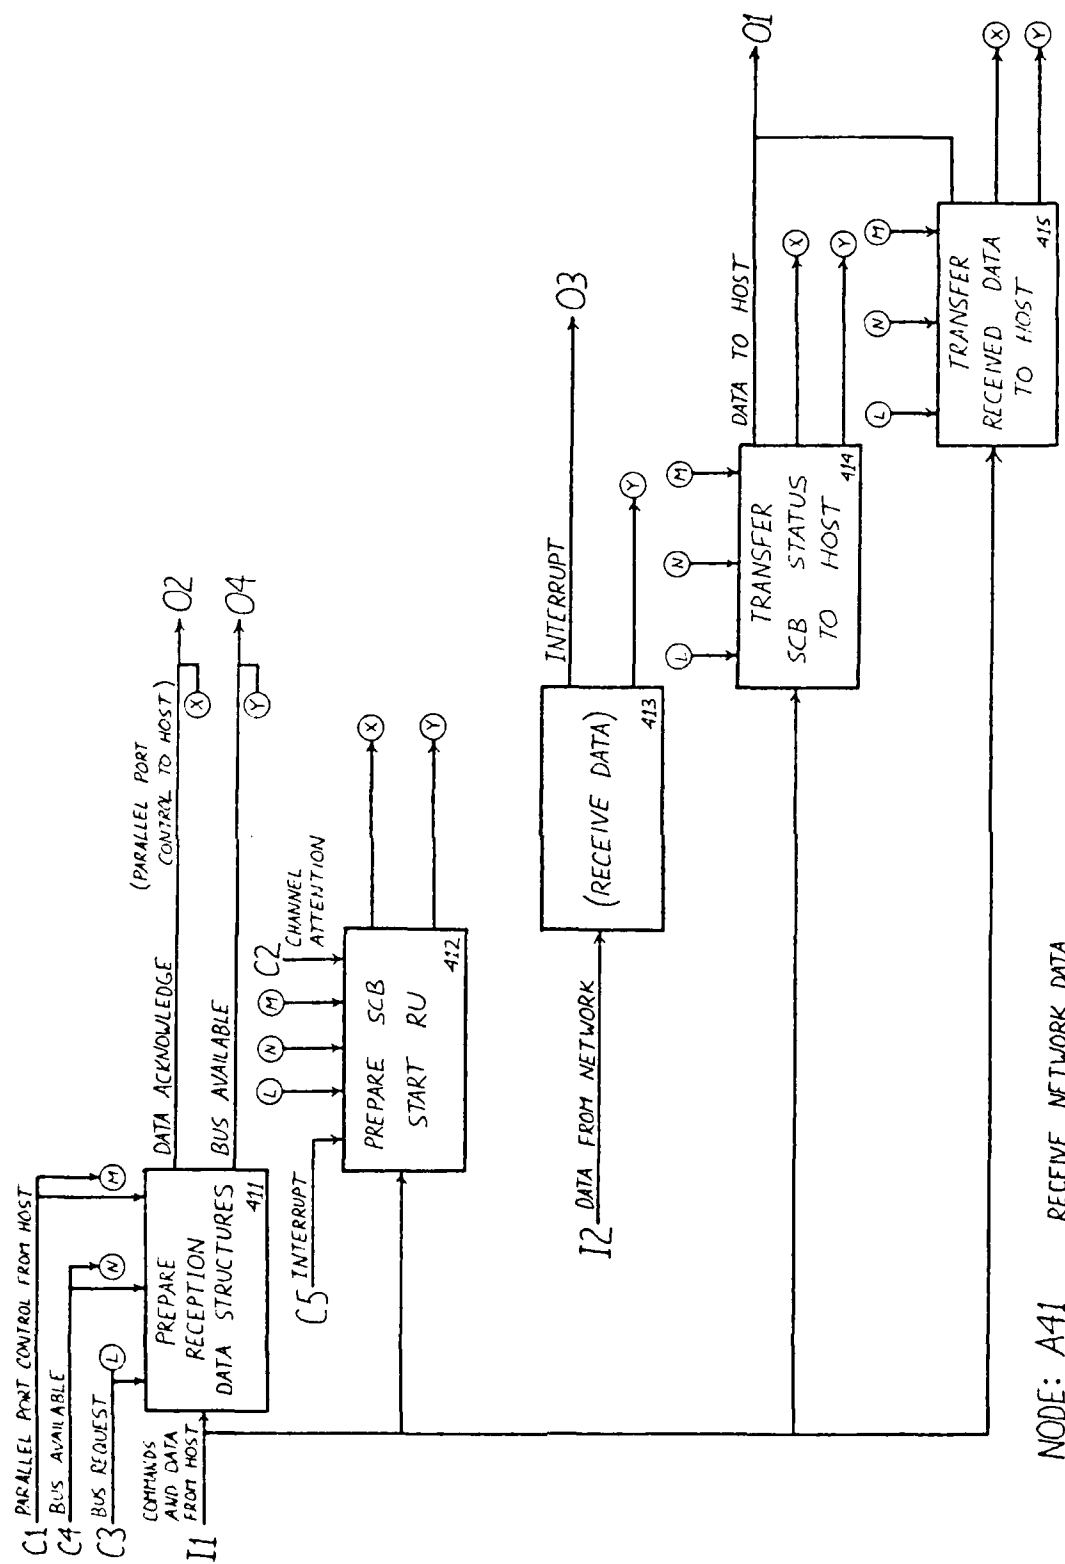 C1 PARALLEL PORT CONTROL FROM HOST
C4 BUS AVAILABLE
C3 BUS REQUEST
COMMANDS
AND DATA
I1 FROM HOST
L
N
M
PREPARE
RECEPTION
DATA STRUCTURES
411
DATA ACKNOWLEDGE
(PARALLEL PORT
CONTROL TO HOST)
O2
X
BUS AVAILABLE
O4
Y
C5 INTERRUPT
L
N
M
C2
CHANNEL
ATTENTION
PREPARE SCB
START RU
412
X
Y
I2 DATA FROM NETWORK
(RECEIVE DATA)
413
INTERRUPT
O3
Y
L
N
M
TRANSFER
SCB STATUS
TO HOST
414
DATA TO HOST
O1
X
Y
L
N
M
TRANSFER
RECEIVED DATA
TO HOST
415
X
Y
NODE: A41 RECEIVE NETWORK DATA